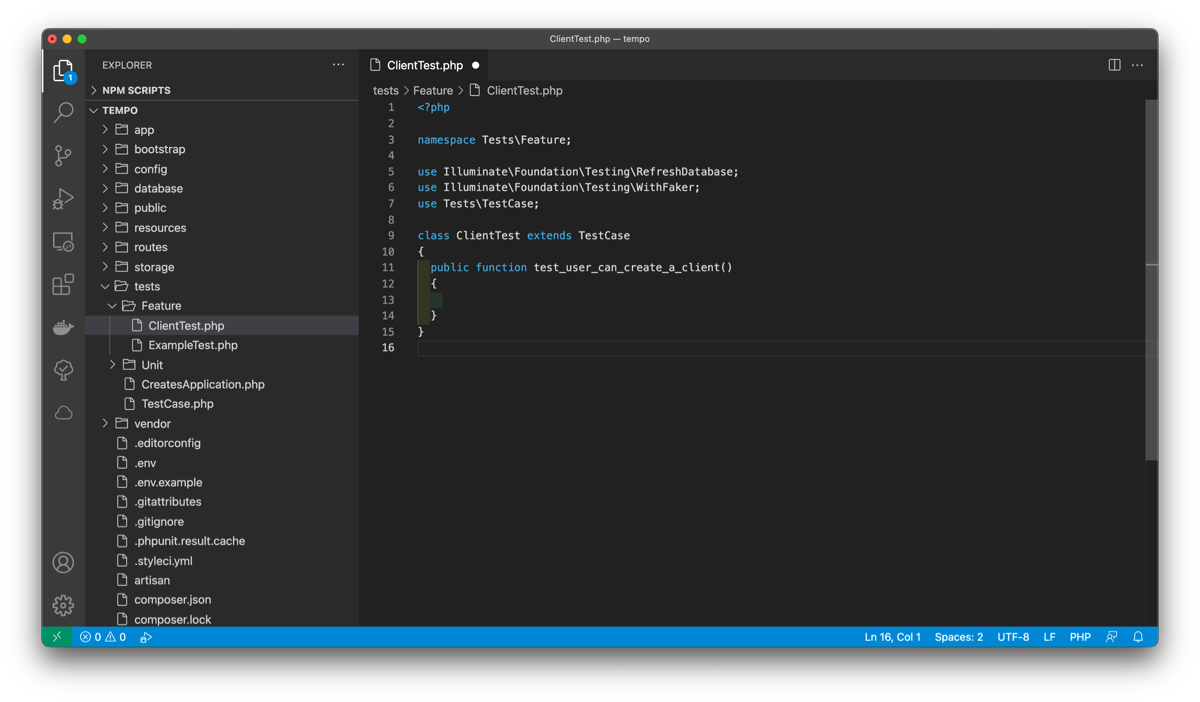 ClientTest.php — tempo
EXPLORER
NPM SCRIPTS
TEMPO
app
bootstrap
config
database
public
resources
routes
storage
tests
Feature
ClientTest.php
ExampleTest.php
Unit
CreatesApplication.php
TestCase.php
vendor
.editorconfig
.env
.env.example
.gitattributes
.gitignore
.phpunit.result.cache
.styleci.yml
artisan
composer.json
composer.lock
1
ClientTest.php
tests > Feature > ClientTest.php
1 <?php
2
3 namespace Tests\Feature;
4
5 use Illuminate\Foundation\Testing\RefreshDatabase;
6 use Illuminate\Foundation\Testing\WithFaker;
7 use Tests\TestCase;
8
9 class ClientTest extends TestCase
10 {
11 public function test_user_can_create_a_client()
12 {
13
14 }
15 }
16
0 0
Ln 16, Col 1 Spaces: 2 UTF-8 LF PHP